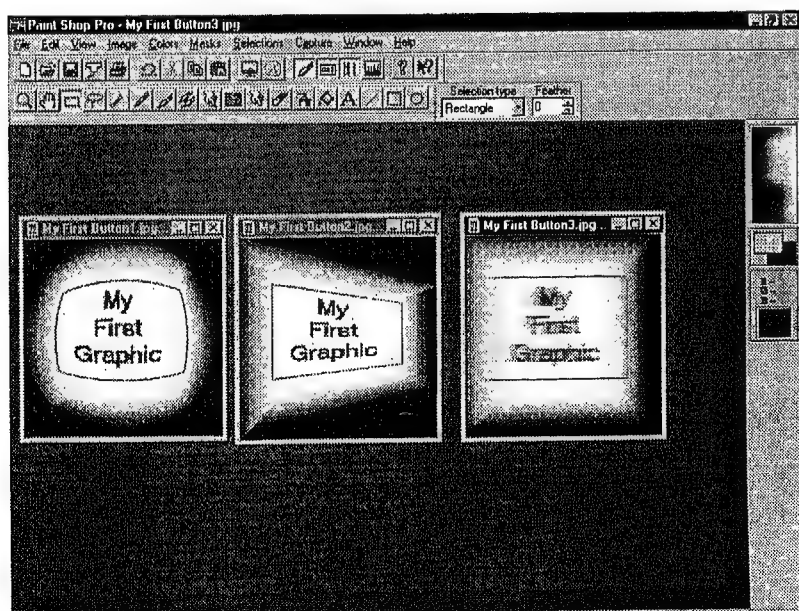 Paint Shop Pro - My First Button3.jpg
File Edit View Image Colors Masks Selections Capture Window Help
Selection type Feather
Rectangle 0
My First Button1.jpg...
My
First
Graphic
My First Button2.jpg...
My
First
Graphic
My First Button3.jpg...
My
First
Graphic